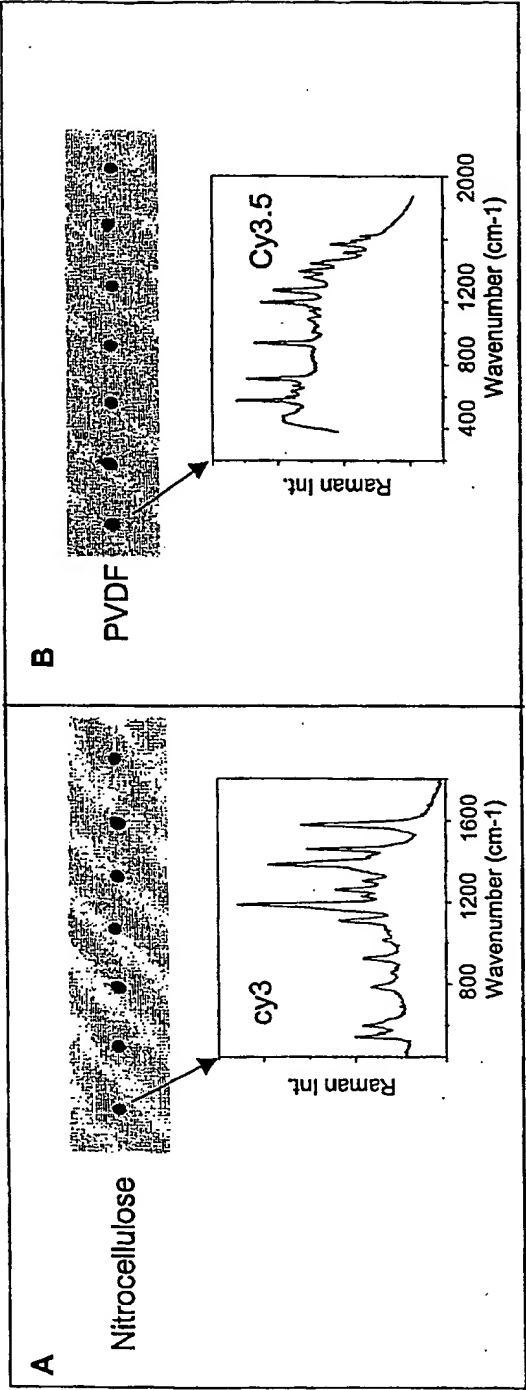 A
Nitrocellulose
cy3
Raman Int.
800 1200 1600
Wavenumber (cm-1)
B
PVDF
Cy3.5
Raman Int.
400 800 1200 2000
Wavenumber (cm-1)